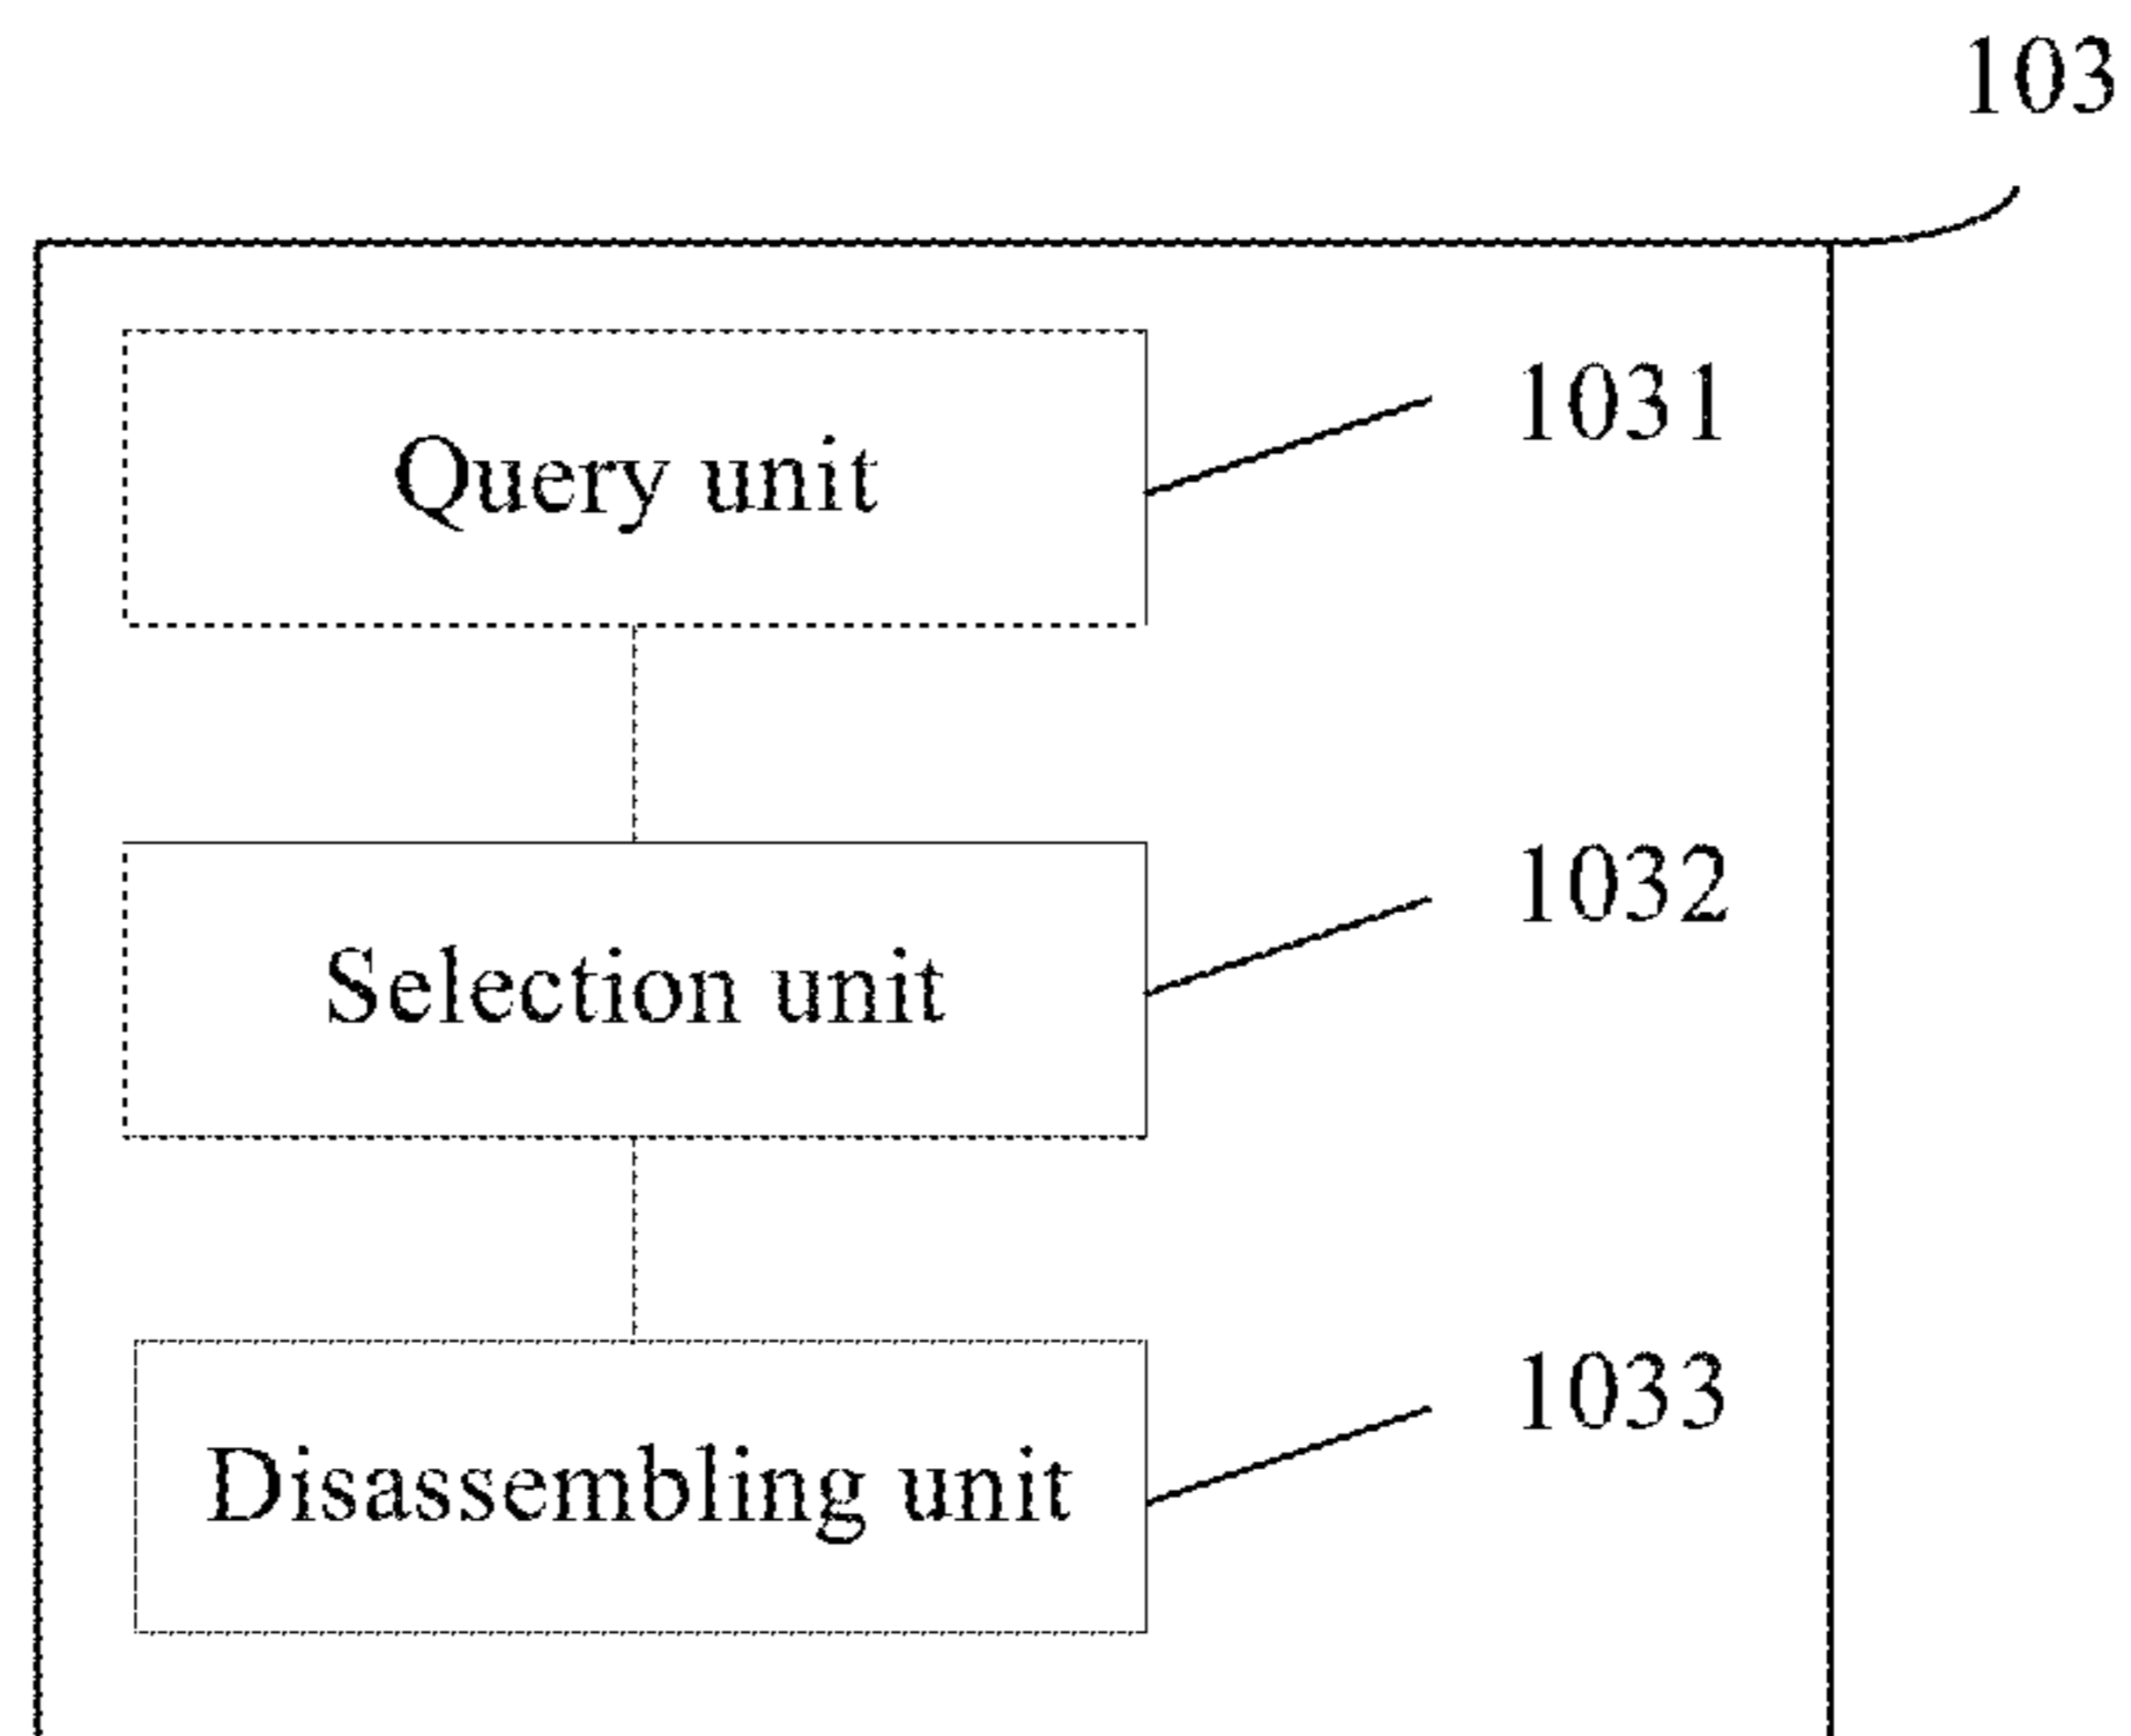 103
Query unit
1031
Selection unit
1032
Disassembling unit
1033